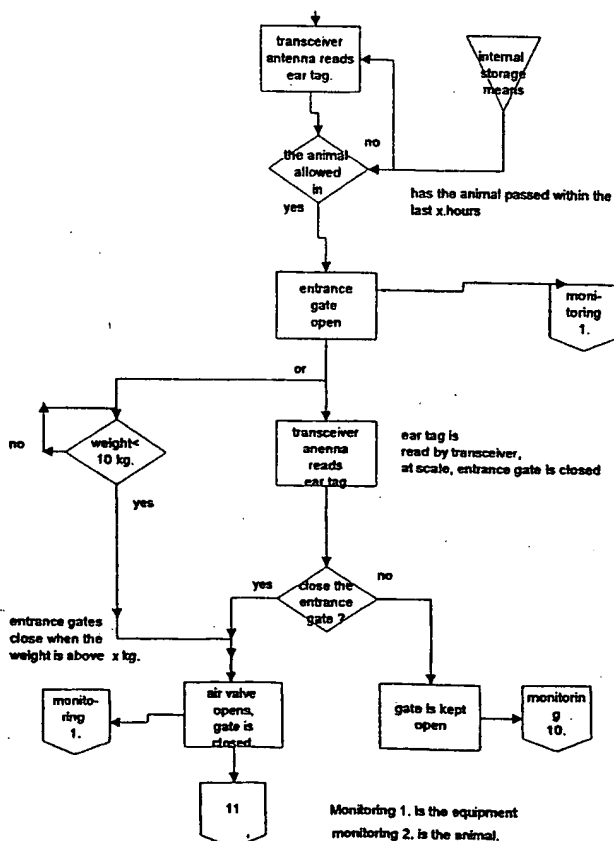 transceiver
antenna reads
ear tag.
internal
storage
means
no
the animal
allowed
in
yes
has the animal passed within the
last x.hours
entrance
gate
open
moni-
toring
1.
or
no
weight<
10 kg.
yes
transceiver
anenna
reads
ear tag
ear tag is
read by transceiver,
at scale, entrance gate is closed
yes
close the
entrance
gate ?
no
entrance gates
close when the
weight is above x kg.
monito-
ring
1.
air valve
opens,
gate is
closed
gate is kept
open
monitorin
g
10.
11
Monitoring 1. is the equipment
monitoring 2. is the animal.